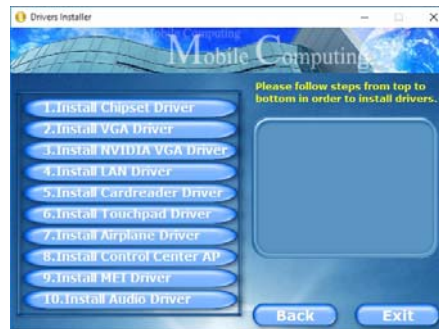 Drivers Installer
Mobile Computing
Mobile Computing
Please follow steps from top to
bottom in order to install drivers.
1.Install Chipset Driver
2.Install VGA Driver
3.Install NVIDIA VGA Driver
4.Install LAN Driver
5.Install Cardreader Driver
6.Install Touchpad Driver
7.Install Airplane Driver
8.Install Control Center AP
9.Install MEI Driver
10.Install Audio Driver
Back
Exit